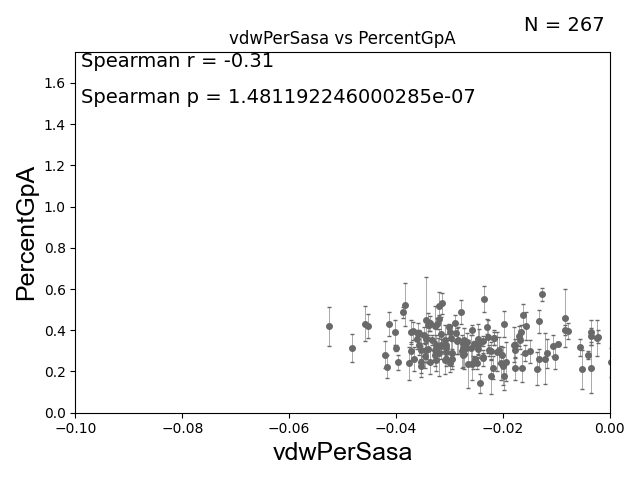 N = 267
vdwPerSasa vs PercentGpA
Spearman r = -0.31
Spearman p = 1.481192246000285e-07
PercentGpA
1.6
1.4
1.2
1.0
0.8
0.6
0.4
0.2
0.0
−0.10 −0.08 −0.06 −0.04 −0.02 0.00
vdwPerSasa